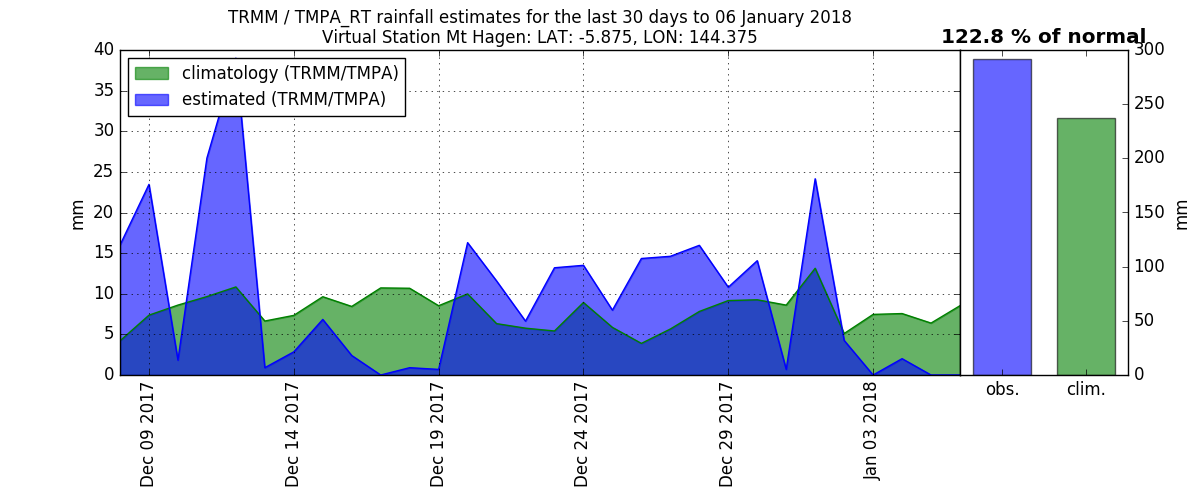 TRMM / TMPA_RT rainfall estimates for the last 30 days to 06 January 2018
Virtual Station Mt Hagen: LAT: -5.875, LON: 144.375
122.8 % of normal
climatology (TRMM/TMPA)
estimated (TRMM/TMPA)
40
35
30
25
20
15
10
5
0
mm
Dec 09 2017
Dec 14 2017
Dec 19 2017
Dec 24 2017
Dec 29 2017
Jan 03 2018
obs.
clim.
300
250
200
150
100
50
0
mm